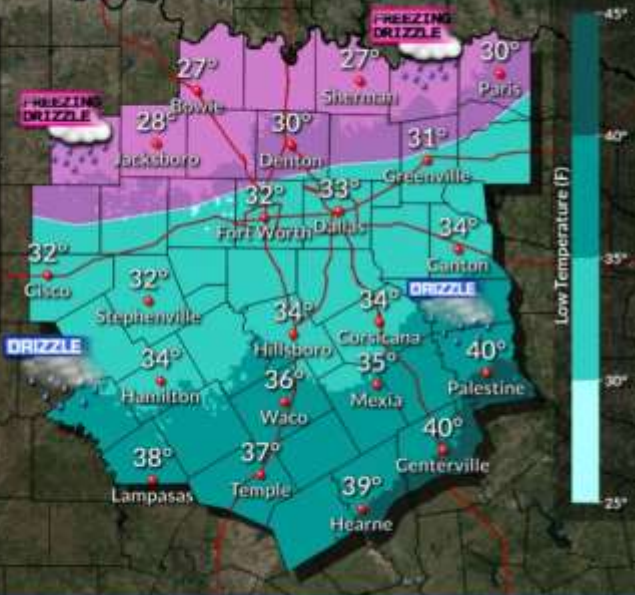 FREEZING
DRIZZLE
45°
27°
Bowie
27°
Sherman
30°
Paris
FREEZING
DRIZZLE
28°
Jacksboro
30°
Denton
31°
Greenville
40°
32°
Fort Worth
33°
Dallas
34°
Canton
32°
Cisco
32°
Stephenville
35°
Low Temperature (F)
34°
Hillsboro
34°
Corsicana
DRIZZLE
DRIZZLE
34°
Hamilton
36°
Waco
35°
Mexia
40°
Palestine
30°
38°
Lampasas
37°
Temple
40°
Centerville
39°
Hearne
25°